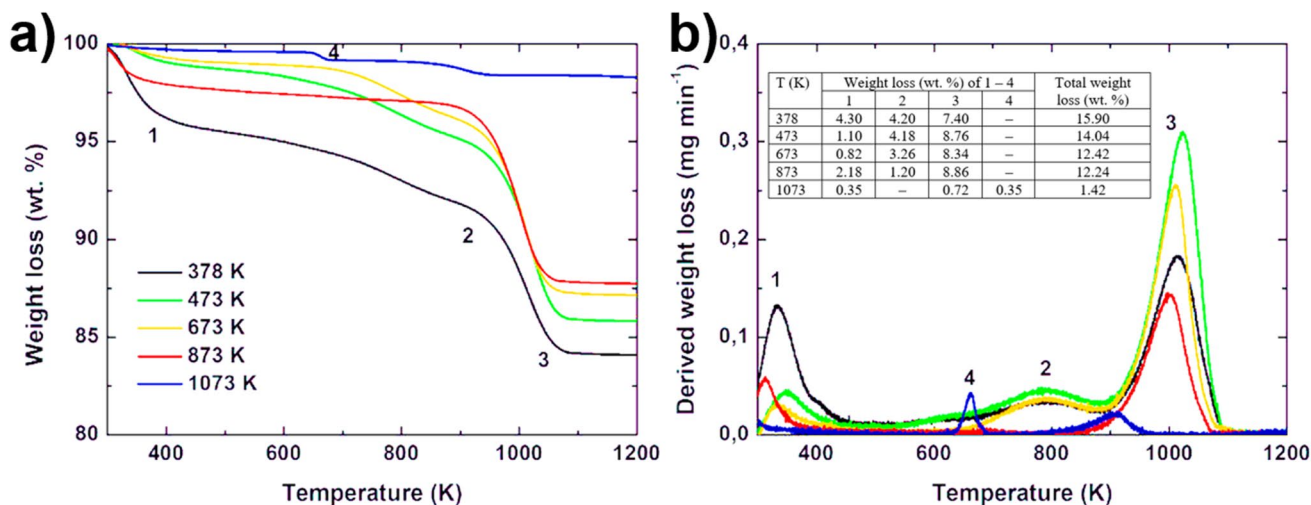 a)
100
95
90
85
80
Weight loss (wt. %)
1
2
3
4
378 K
473 K
673 K
873 K
1073 K
400 600 800 1000 1200
Temperature (K)
b)
0,4
0,3
0,2
0,1
0,0
Derived weight loss (mg min⁻¹)
T (K) Weight loss (wt. %) of 1 – 4 Total weight
1 2 3 4 loss (wt. %)
378 4.30 4.20 7.40 – 15.90
473 1.10 4.18 8.76 – 14.04
673 0.82 3.26 8.34 – 12.42
873 2.18 1.20 8.86 – 12.24
1073 0.35 – 0.72 0.35 1.42
1
4
2
3
400 600 800 1000 1200
Temperature (K)